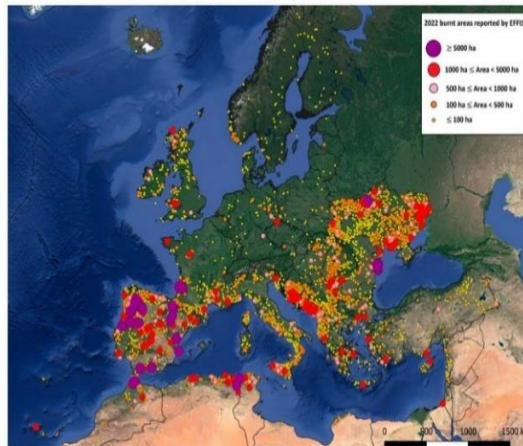 2022 burnt areas reported by EFFIS
≥ 5000 ha
1000 ha ≤ Area < 5000 ha
500 ha ≤ Area < 1000 ha
100 ha ≤ Area < 500 ha
≤ 100 ha
0 500 1000 1500 k